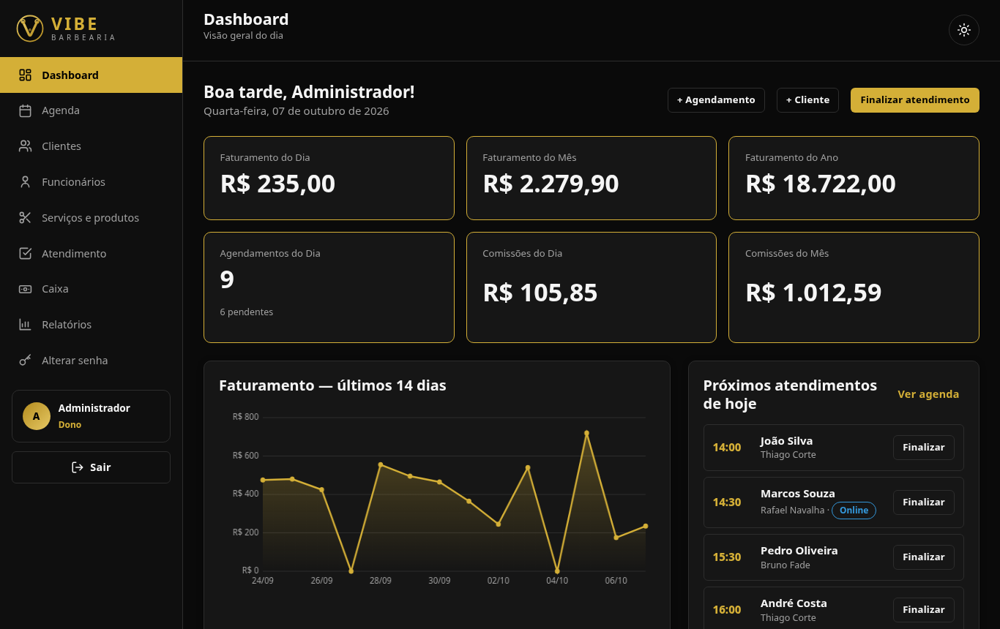 VIBE
BARBEARIA
Dashboard
Agenda
Clientes
Funcionários
Serviços e produtos
Atendimento
Caixa
Relatórios
Alterar senha
A
Administrador
Dono
Sair
Dashboard
Visão geral do dia
Boa tarde, Administrador!
Quarta-feira, 07 de outubro de 2026
+ Agendamento
+ Cliente
Finalizar atendimento
Faturamento do Dia
R$ 235,00
Faturamento do Mês
R$ 2.279,90
Faturamento do Ano
R$ 18.722,00
Agendamentos do Dia
9
6 pendentes
Comissões do Dia
R$ 105,85
Comissões do Mês
R$ 1.012,59
Faturamento — últimos 14 dias
R$ 800
R$ 600
R$ 400
R$ 200
R$ 0
24/09 26/09 28/09 30/09 02/10 04/10 06/10
Próximos atendimentos
de hoje
Ver agenda
14:00
João Silva
Thiago Corte
Finalizar
14:30
Marcos Souza
Rafael Navalha · Online
Finalizar
15:30
Pedro Oliveira
Bruno Fade
Finalizar
16:00
André Costa
Thiago Corte
Finalizar